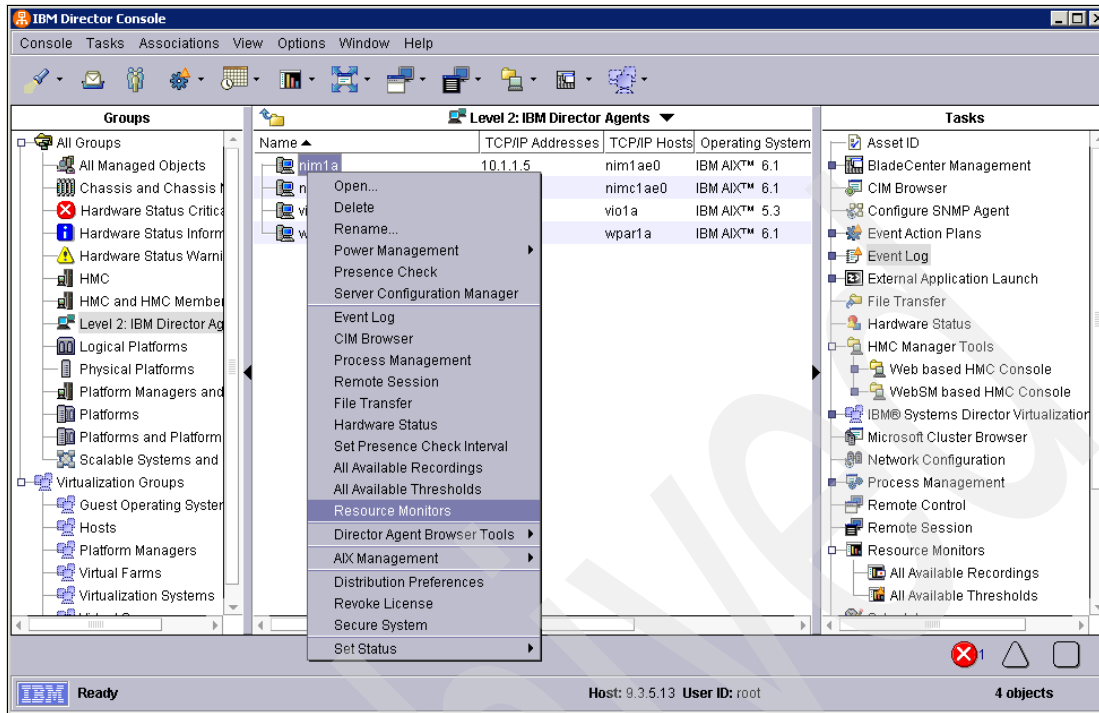 IBM Director Console
Console Tasks Associations View Options Window Help
Groups
All Groups
All Managed Objects
Chassis and Chassis
Hardware Status Critica
Hardware Status Inform
Hardware Status Warni
HMC
HMC and HMC Member
Level 2: IBM Director Ag
Logical Platforms
Physical Platforms
Platform Managers and
Platforms
Platforms and Platform
Scalable Systems and
Virtualization Groups
Guest Operating System
Hosts
Platform Managers
Virtual Farms
Virtualization Systems
Level 2: IBM Director Agents
Name TCP/IP Addresses TCP/IP Hosts Operating System
nim1a 10.1.1.5 nim1ae0 IBM AIX™ 6.1
n nimc1ae0 IBM AIX™ 6.1
vi vio1a IBM AIX™ 5.3
w wpar1a IBM AIX™ 6.1
Open...
Delete
Rename...
Power Management
Presence Check
Server Configuration Manager
Event Log
CIM Browser
Process Management
Remote Session
File Transfer
Hardware Status
Set Presence Check Interval
All Available Recordings
All Available Thresholds
Resource Monitors
Director Agent Browser Tools
AIX Management
Distribution Preferences
Revoke License
Secure System
Set Status
Tasks
Asset ID
BladeCenter Management
CIM Browser
Configure SNMP Agent
Event Action Plans
Event Log
External Application Launch
File Transfer
Hardware Status
HMC Manager Tools
Web based HMC Console
WebSM based HMC Console
IBM® Systems Director Virtualization
Microsoft Cluster Browser
Network Configuration
Process Management
Remote Control
Remote Session
Resource Monitors
All Available Recordings
All Available Thresholds
1
IBM Ready Host: 9.3.5.13 User ID: root 4 objects